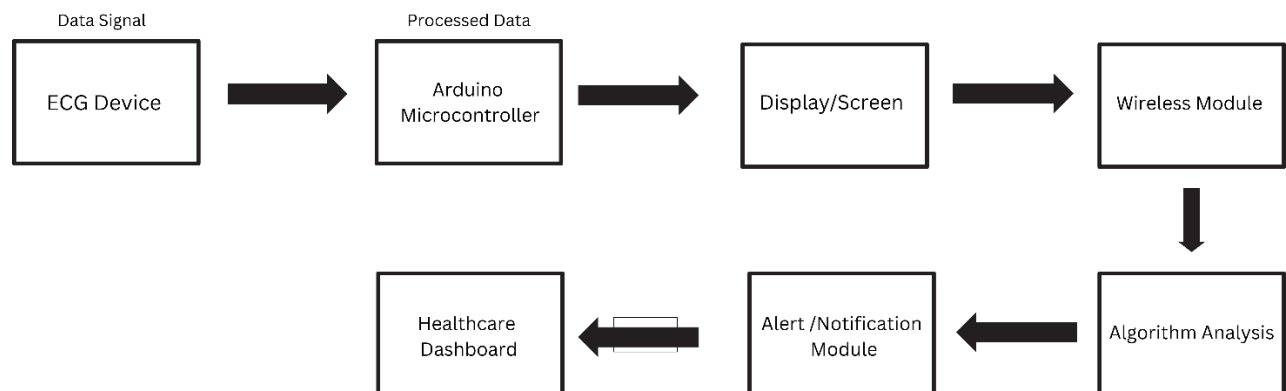 Data Signal
Processed Data
ECG Device
Arduino
Microcontroller
Display/Screen
Wireless Module
Algorithm Analysis
Alert /Notification
Module
Healthcare
Dashboard